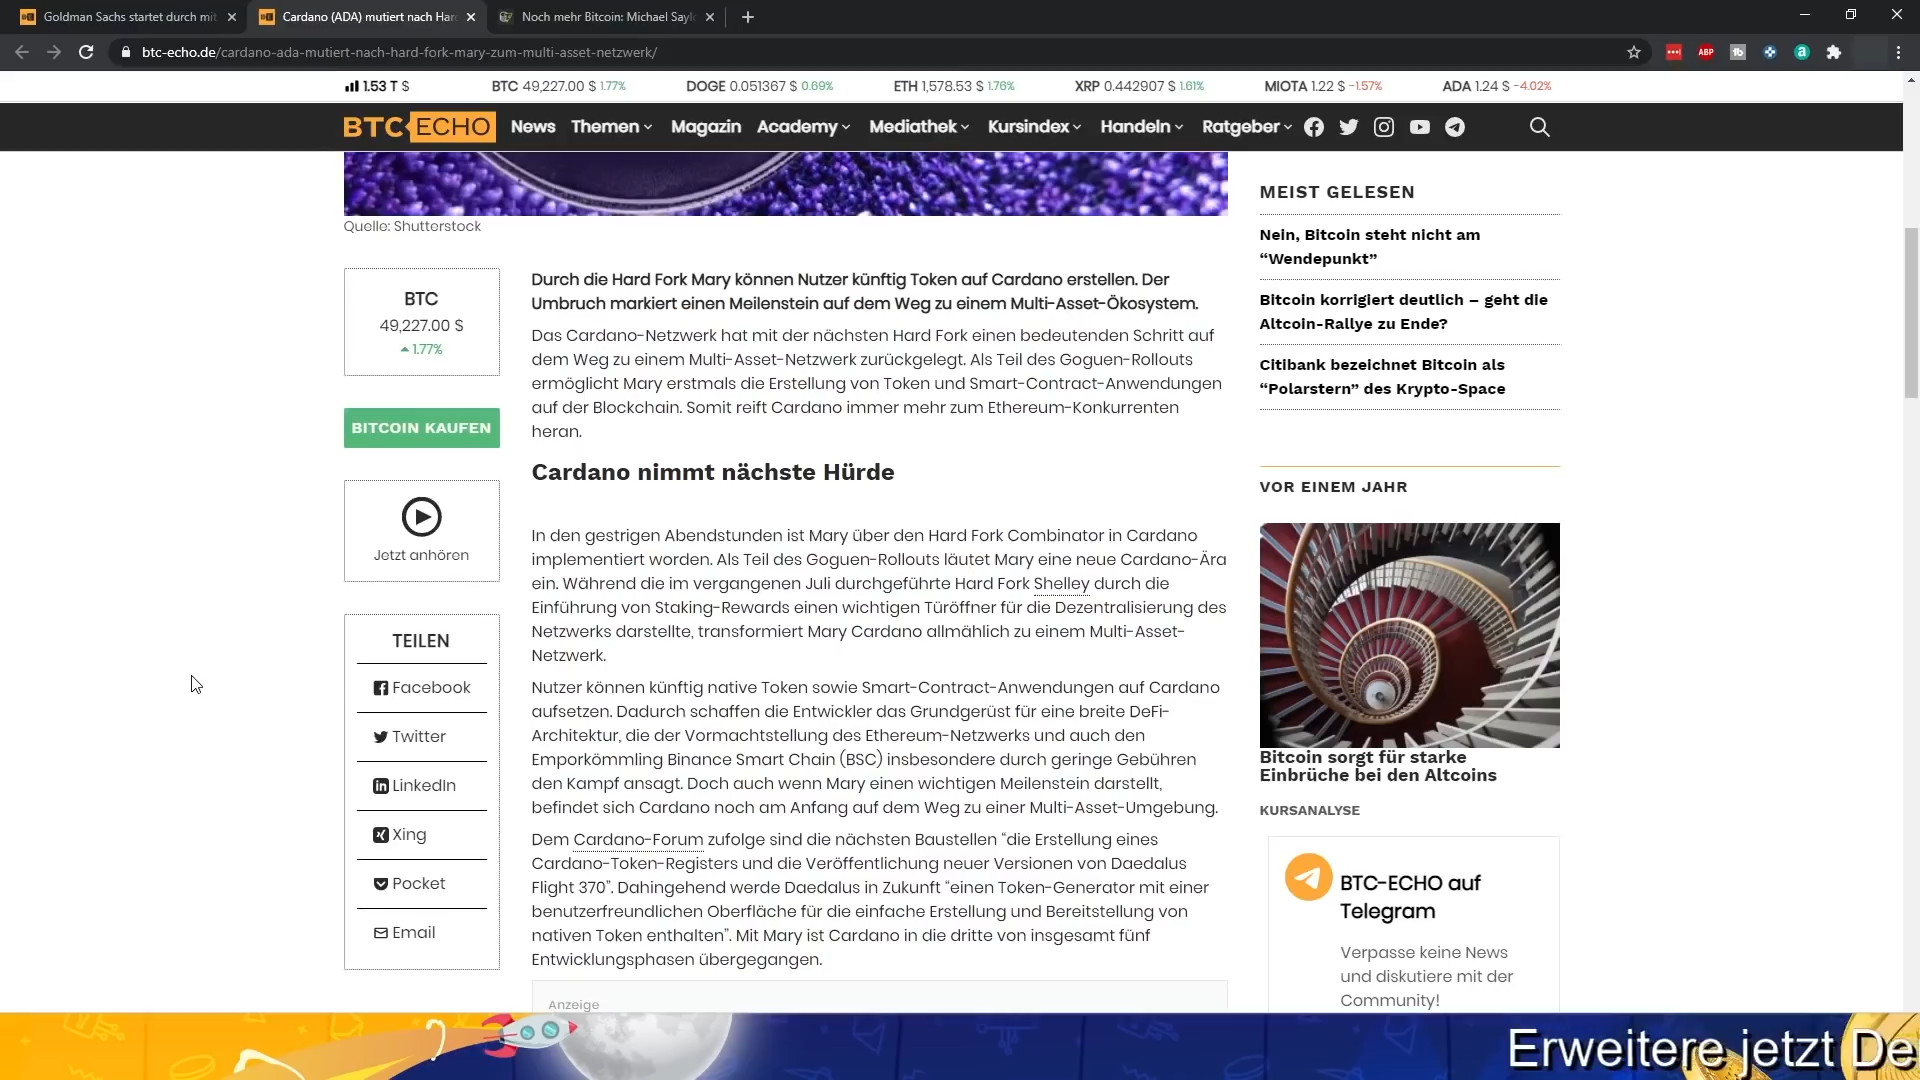 Goldman Sachs startet durch mit
Cardano (ADA) mutiert nach Har
Noch mehr Bitcoin: Michael Sayl
btc-echo.de/cardano-ada-mutiert-nach-hard-fork-mary-zum-multi-asset-netzwerk/
ABP
1.53 T $
BTC 49,227.00 $ 1.77%
DOGE 0.051367 $ 0.69%
ETH 1,578.53 $ 1.76%
XRP 0.442907 $ 1.61%
MIOTA 1.22 $ -1.57%
ADA 1.24 $ -4.02%
BTC ECHO
News
Themen
Magazin
Academy
Mediathek
Kursindex
Handeln
Ratgeber
Quelle: Shutterstock
BTC
49,227.00 $
1.77%
BITCOIN KAUFEN
Jetzt anhören
TEILEN
Facebook
Twitter
LinkedIn
Xing
Pocket
Email
Durch die Hard Fork Mary können Nutzer künftig Token auf Cardano erstellen. Der
Umbruch markiert einen Meilenstein auf dem Weg zu einem Multi-Asset-Ökosystem.
Das Cardano-Netzwerk hat mit der nächsten Hard Fork einen bedeutenden Schritt auf
dem Weg zu einem Multi-Asset-Netzwerk zurückgelegt. Als Teil des Goguen-Rollouts
ermöglicht Mary erstmals die Erstellung von Token und Smart-Contract-Anwendungen
auf der Blockchain. Somit reift Cardano immer mehr zum Ethereum-Konkurrenten
heran.
Cardano nimmt nächste Hürde
In den gestrigen Abendstunden ist Mary über den Hard Fork Combinator in Cardano
implementiert worden. Als Teil des Goguen-Rollouts läutet Mary eine neue Cardano-Ära
ein. Während die im vergangenen Juli durchgeführte Hard Fork Shelley durch die
Einführung von Staking-Rewards einen wichtigen Türöffner für die Dezentralisierung des
Netzwerks darstellte, transformiert Mary Cardano allmählich zu einem Multi-Asset-
Netzwerk.
Nutzer können künftig native Token sowie Smart-Contract-Anwendungen auf Cardano
aufsetzen. Dadurch schaffen die Entwickler das Grundgerüst für eine breite DeFi-
Architektur, die der Vormachtstellung des Ethereum-Netzwerks und auch den
Emporkömmling Binance Smart Chain (BSC) insbesondere durch geringe Gebühren
den Kampf ansagt. Doch auch wenn Mary einen wichtigen Meilenstein darstellt,
befindet sich Cardano noch am Anfang auf dem Weg zu einer Multi-Asset-Umgebung.
Dem Cardano-Forum zufolge sind die nächsten Baustellen “die Erstellung eines
Cardano-Token-Registers und die Veröffentlichung neuer Versionen von Daedalus
Flight 370”. Dahingehend werde Daedalus in Zukunft “einen Token-Generator mit einer
benutzerfreundlichen Oberfläche für die einfache Erstellung und Bereitstellung von
nativen Token enthalten”. Mit Mary ist Cardano in die dritte von insgesamt fünf
Entwicklungsphasen übergegangen.
Anzeige
MEIST GELESEN
Nein, Bitcoin steht nicht am
“Wendepunkt”
Bitcoin korrigiert deutlich – geht die
Altcoin-Rallye zu Ende?
Citibank bezeichnet Bitcoin als
“Polarstern” des Krypto-Space
VOR EINEM JAHR
Bitcoin sorgt für starke
Einbrüche bei den Altcoins
KURSANALYSE
BTC-ECHO auf
Telegram
Verpasse keine News
und diskutiere mit der
Community!
Erweitere jetzt De